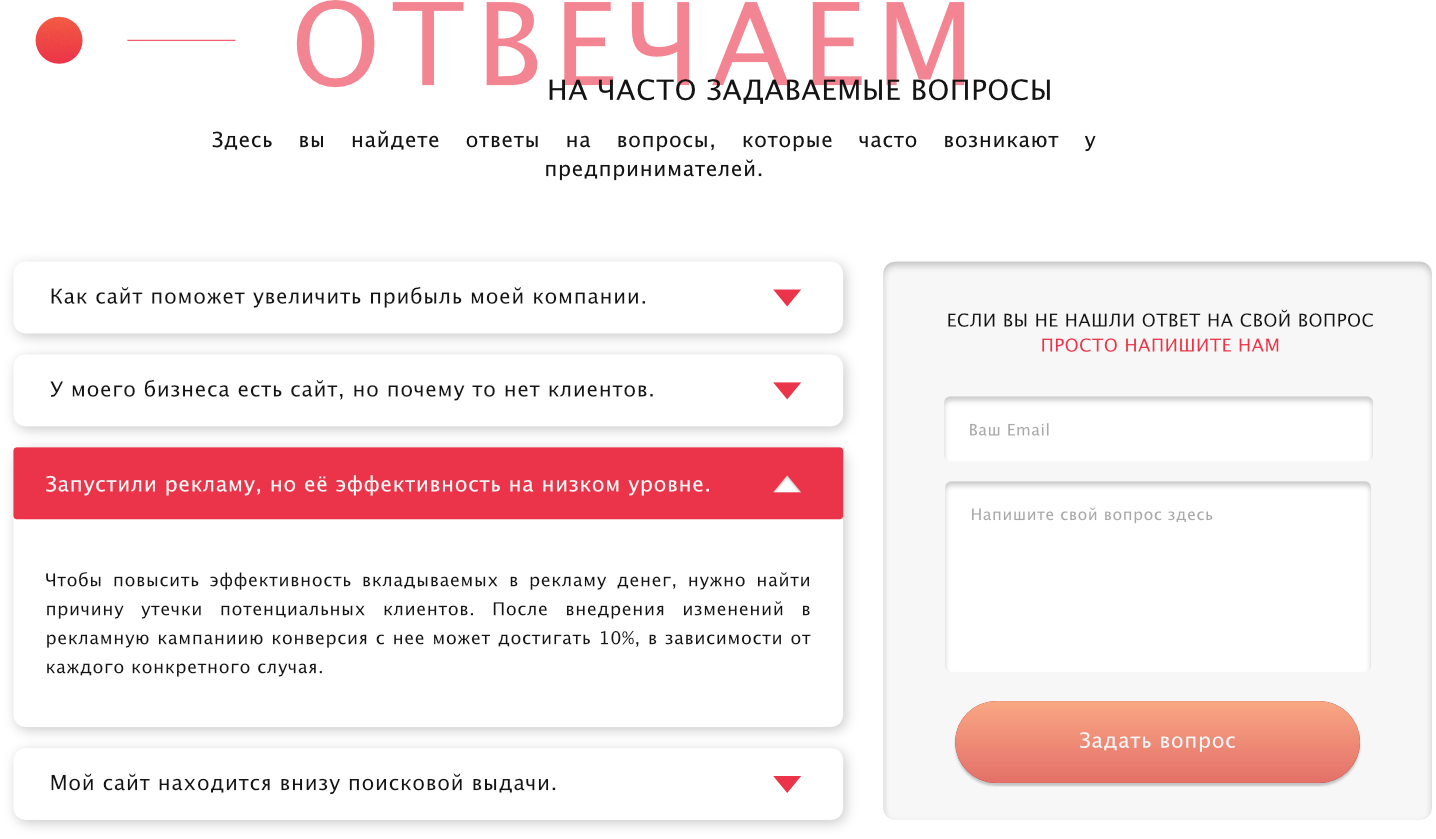 ОТВЕЧАЕМ
НА ЧАСТО ЗАДАВАЕМЫЕ ВОПРОСЫ
Здесь вы найдете ответы на вопросы, которые часто возникают у
предпринимателей.
Как сайт поможет увеличить прибыль моей компании.
У моего бизнеса есть сайт, но почему то нет клиентов.
Запустили рекламу, но её эффективность на низком уровне.
Чтобы повысить эффективность вкладываемых в рекламу денег, нужно найти
причину утечки потенциальных клиентов. После внедрения изменений в
рекламную кампаниию конверсия с нее может достигать 10%, в зависимости от
каждого конкретного случая.
Мой сайт находится внизу поисковой выдачи.
ЕСЛИ ВЫ НЕ НАШЛИ ОТВЕТ НА СВОЙ ВОПРОС
ПРОСТО НАПИШИТЕ НАМ
Ваш Email
Напишите свой вопрос здесь
Задать вопрос